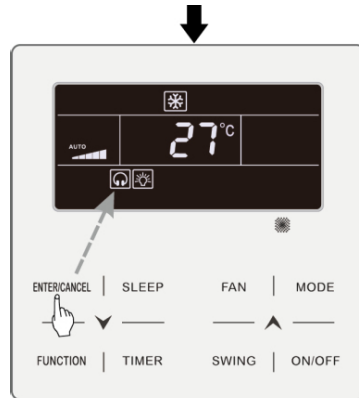 AUTO
27°C
ENTER/CANCEL | SLEEP
FAN | MODE
FUNCTION | TIMER
SWING | ON/OFF